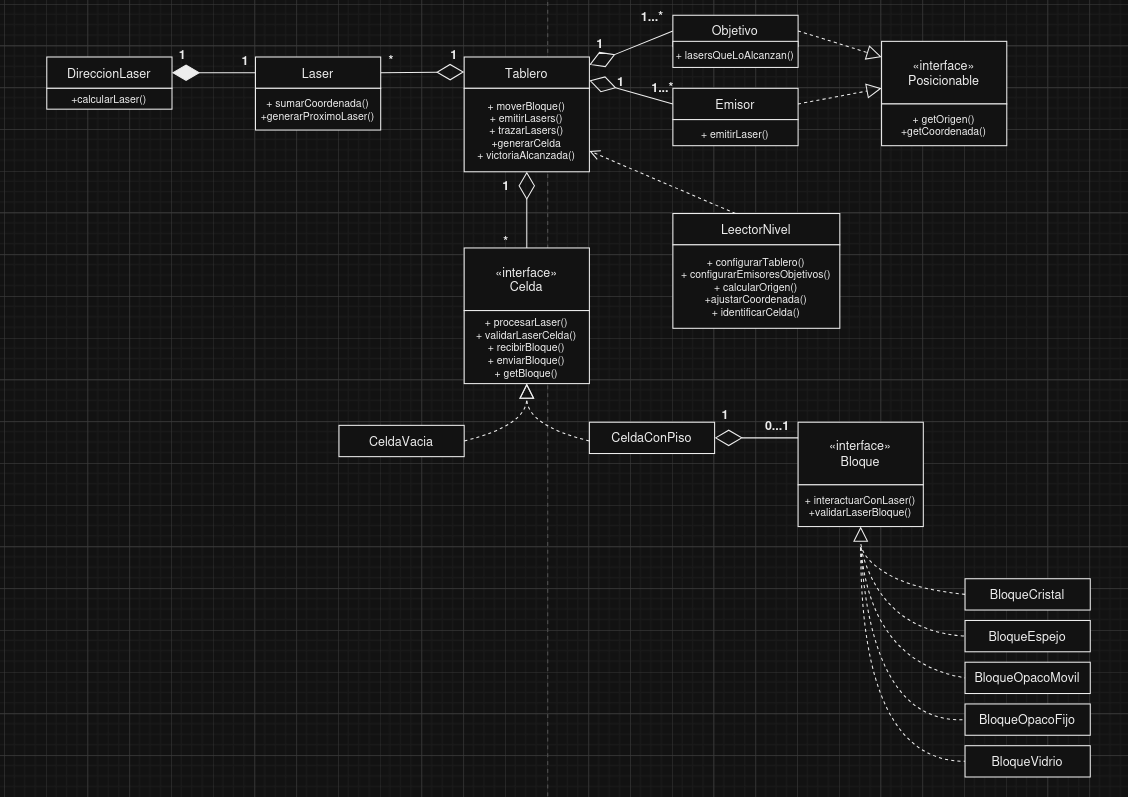 DireccionLaser
+calcularLaser()
1
1
Laser
+ sumarCoordenada()
+generarProximoLaser()
*
1
Tablero
+ moverBloque()
+ emitirLasers()
+ trazarLasers()
+generarCelda
+ victoriaAlcanzada()
1
1...*
Objetivo
+ lasersQueLoAlcanzan()
1
1...*
Emisor
+ emitirLaser()
«interface»
Posicionable
+ getOrigen()
+getCoordenada()
LeectorNivel
+ configurarTablero()
+ configurarEmisoresObjetivos()
+ calcularOrigen()
+ajustarCoordenada()
+ identificarCelda()
1
*
«interface»
Celda
+ procesarLaser()
+ validarLaserCelda()
+ recibirBloque()
+ enviarBloque()
+ getBloque()
CeldaVacia
CeldaConPiso
1
0...1
«interface»
Bloque
+ interactuarConLaser()
+validarLaserBloque()
BloqueCristal
BloqueEspejo
BloqueOpacoMovil
BloqueOpacoFijo
BloqueVidrio